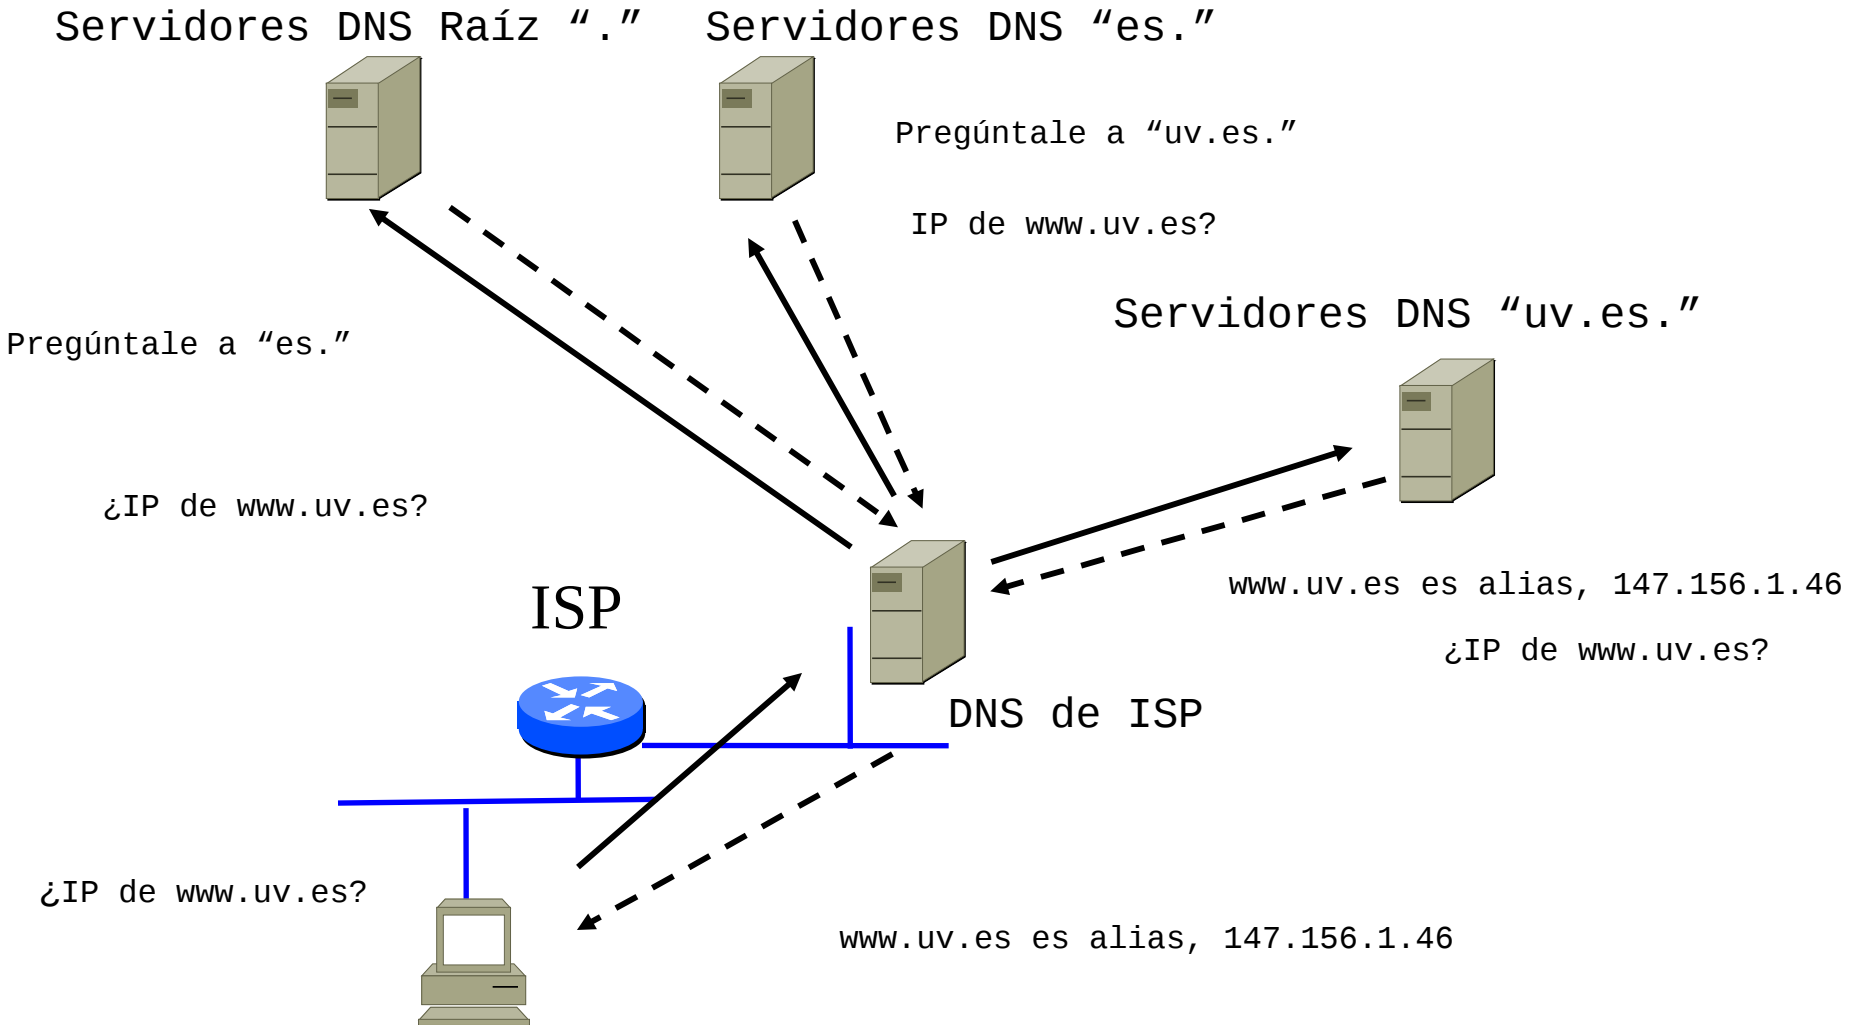 Servidores DNS Raíz “.”
Servidores DNS “es.”
Pregúntale a “uv.es.”
IP de www.uv.es?
Servidores DNS “uv.es.”
Pregúntale a “es.”
¿IP de www.uv.es?
www.uv.es es alias, 147.156.1.46
ISP
¿IP de www.uv.es?
DNS de ISP
¿IP de www.uv.es?
www.uv.es es alias, 147.156.1.46